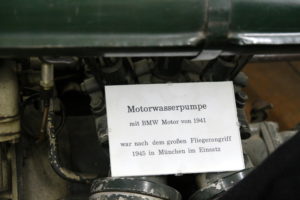 Motorwasserpumpe
mit BMW Motor von 1941
war nach dem großen Fliegerangriff
1945 in München im Einsatz